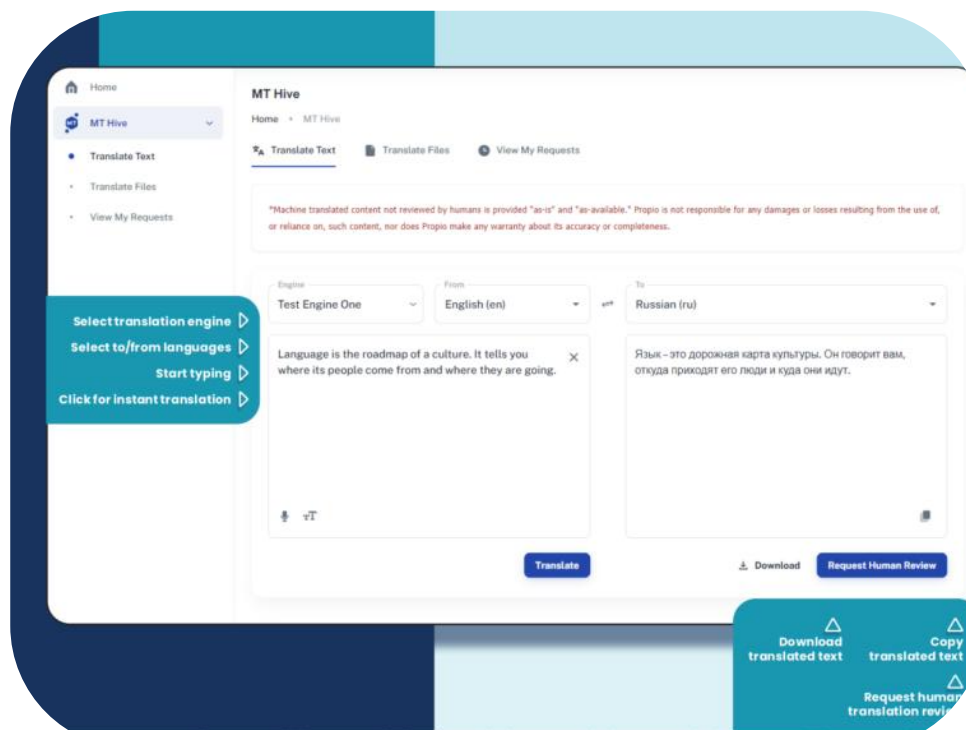 Home
MT Hive
Translate Text
Translate Files
View My Requests
MT Hive
Home • MT Hive
Translate Text
Translate Files
View My Requests
*Machine translated content not reviewed by humans is provided "as-is" and "as-available." Propio is not responsible for any damages or losses resulting from the use of,
or reliance on, such content, nor does Propio make any warranty about its accuracy or completeness.
Engine
Test Engine One
From
English (en)
To
Russian (ru)
Language is the roadmap of a culture. It tells you
where its people come from and where they are going.
Язык – это дорожная карта культуры. Он говорит вам,
откуда приходят его люди и куда они идут.
Translate
Download
Request Human Review
Select translation engine
Select to/from languages
Start typing
Click for instant translation
Download
translated text
Copy
translated text
Request human
translation review